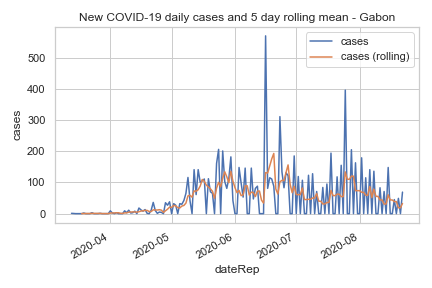 New COVID-19 daily cases and 5 day rolling mean - Gabon
cases
cases (rolling)
cases
500
400
300
200
100
0
2020-04
2020-05
2020-06
2020-07
2020-08
dateRep